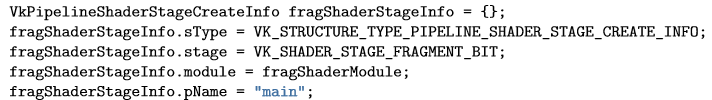 VkPipelineShaderStageCreateInfo fragShaderStageInfo = {};
fragShaderStageInfo.sType = VK_STRUCTURE_TYPE_PIPELINE_SHADER_STAGE_CREATE_INFO;
fragShaderStageInfo.stage = VK_SHADER_STAGE_FRAGMENT_BIT;
fragShaderStageInfo.module = fragShaderModule;
fragShaderStageInfo.pName = "main";